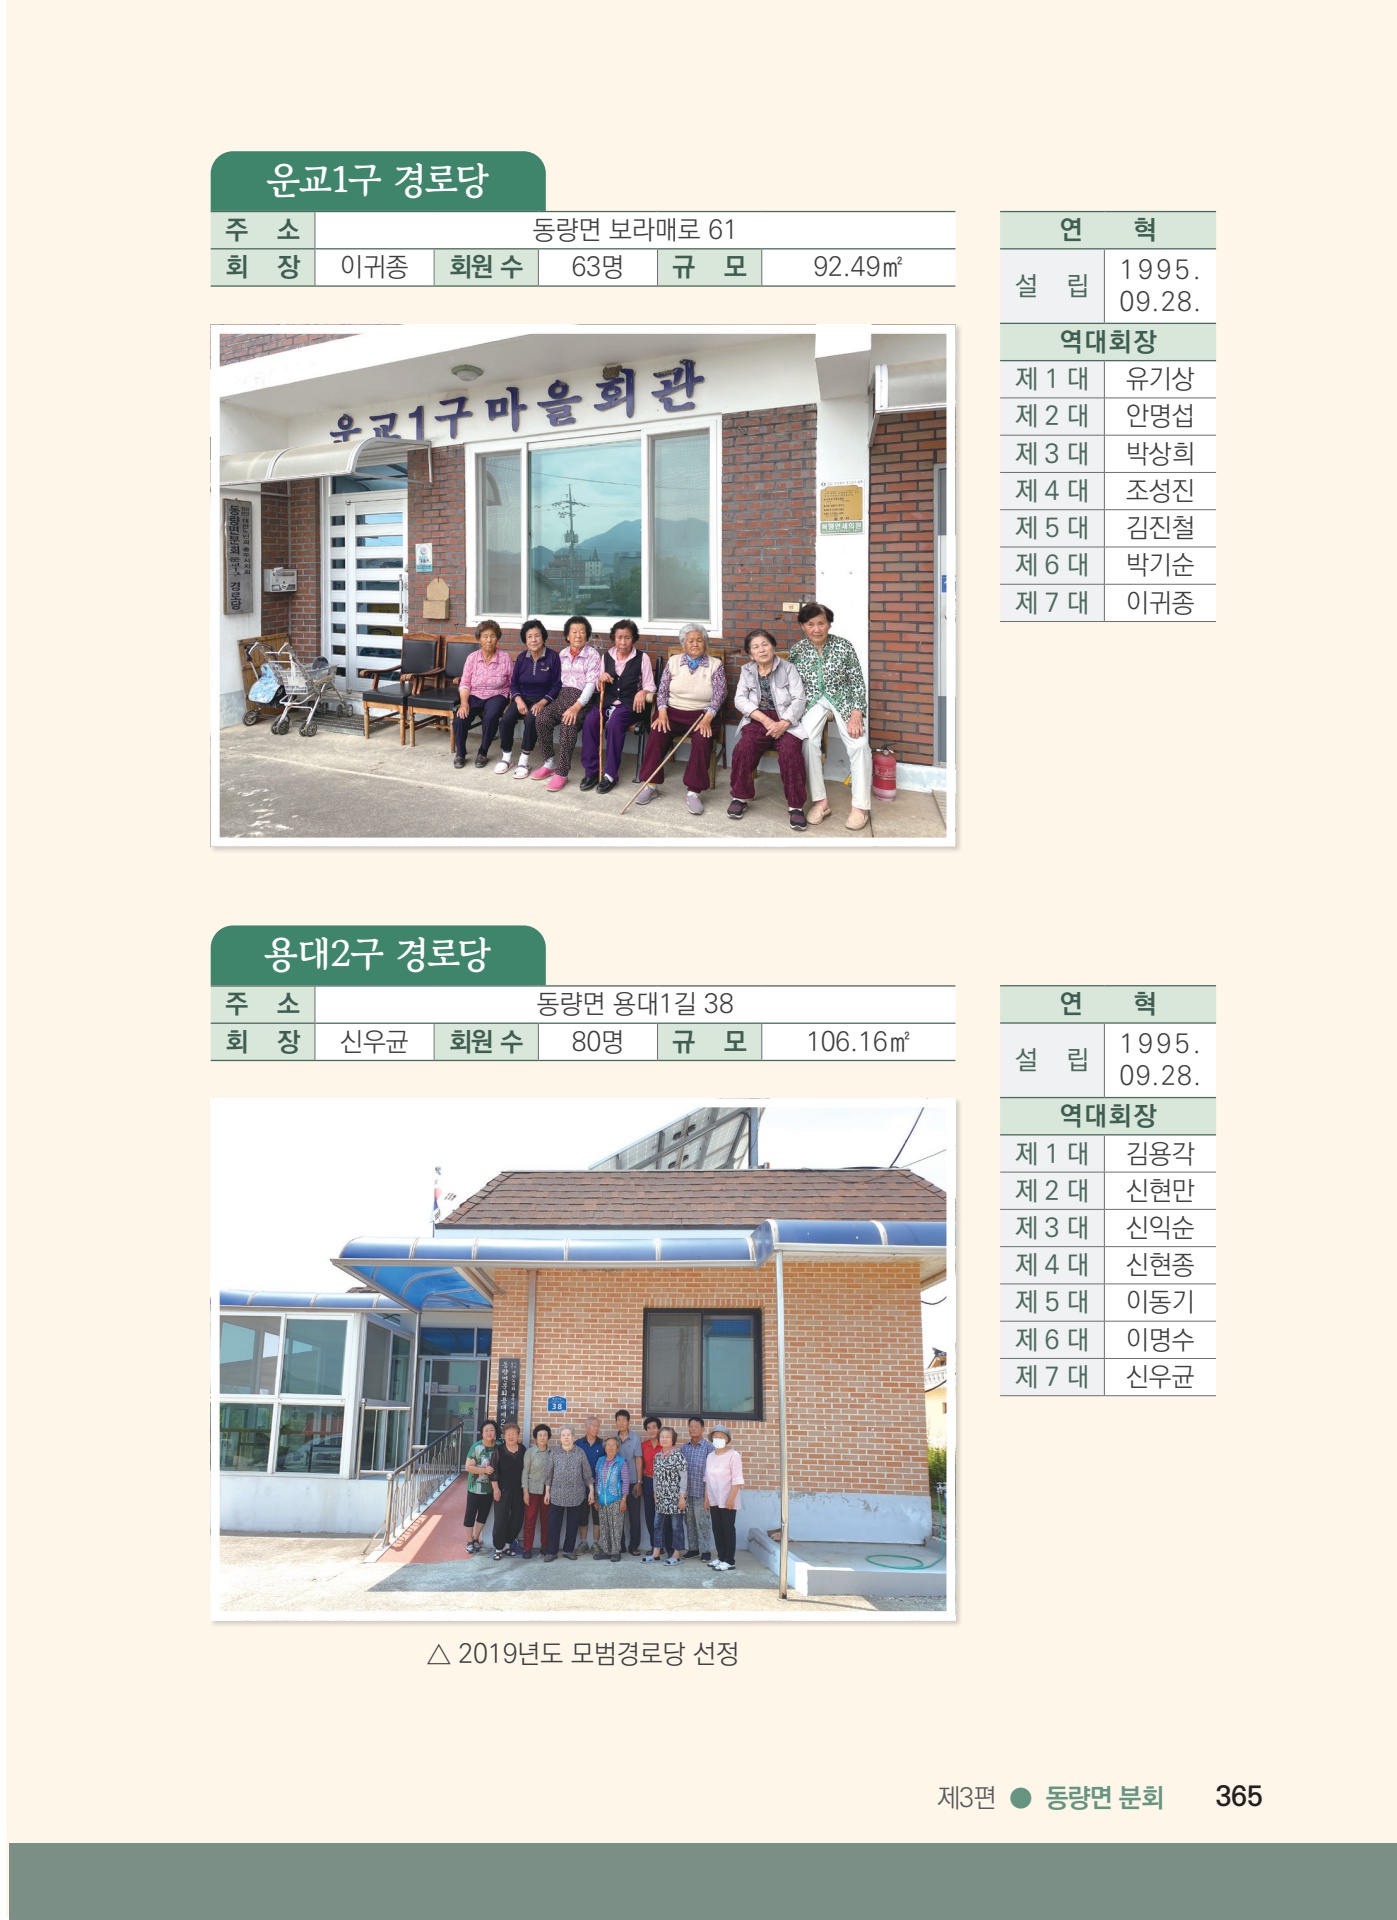 운교1구 경로당
주 소 동량면 보라매로 61
회 장 이귀종 회원 수 63명 규 모 92.49㎡
연 혁
설 립 1995. 09.28.
역대회장
제 1 대 유기상
제 2 대 안명섭
제 3 대 박상희
제 4 대 조성진
제 5 대 김진철
제 6 대 박기순
제 7 대 이귀종
운교1구마을회관
동량면분회 경로당
용대2구 경로당
주 소 동량면 용대1길 38
회 장 신우균 회원 수 80명 규 모 106.16㎡
연 혁
설 립 1995. 09.28.
역대회장
제 1 대 김용각
제 2 대 신현만
제 3 대 신익순
제 4 대 신현종
제 5 대 이동기
제 6 대 이명수
제 7 대 신우균
38
△ 2019년도 모범경로당 선정
제3편 ● 동량면 분회 365